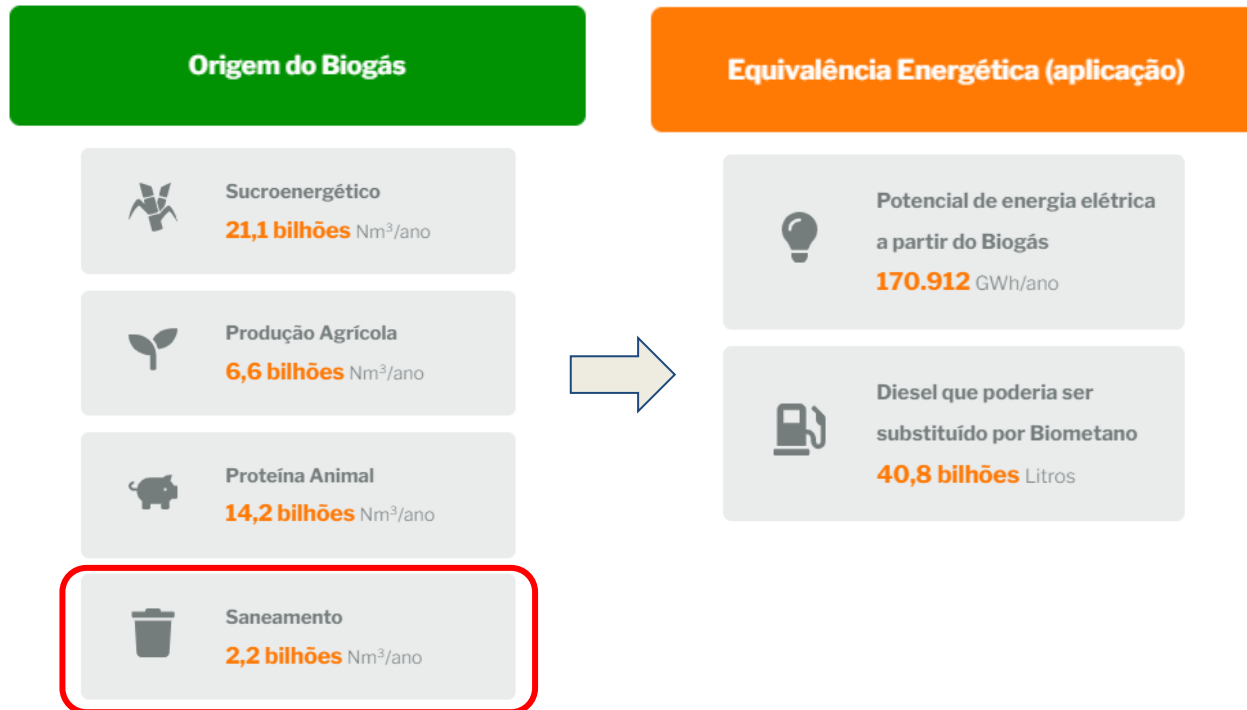 Origem do Biogás
Sucroenergético
21,1 bilhões Nm³/ano
Produção Agrícola
6,6 bilhões Nm³/ano
Proteína Animal
14,2 bilhões Nm³/ano
Saneamento
2,2 bilhões Nm³/ano
Equivalência Energética (aplicação)
Potencial de energia elétrica
a partir do Biogás
170.912 GWh/ano
Diesel que poderia ser
substituído por Biometano
40,8 bilhões Litros